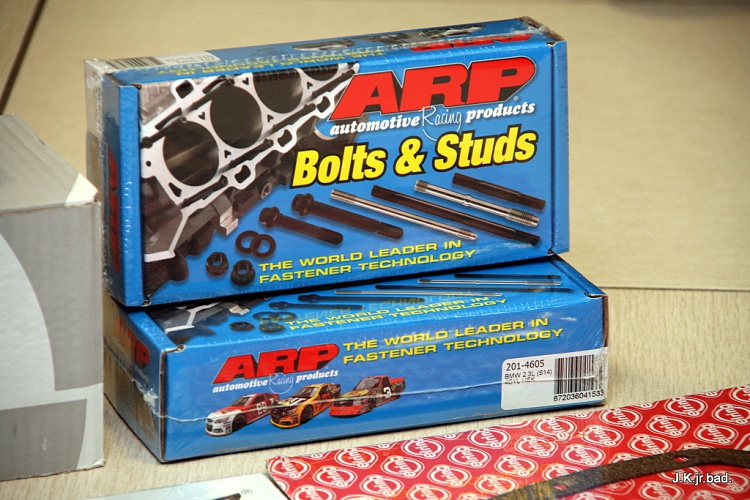 ARP
automotive Racing products
Bolts & Studs
THE WORLD LEADER IN
FASTENER TECHNOLOGY
THE WORLD LEADER IN
FASTENER TECHNOLOGY
ARP
automotive Racing products
THE WORLD LEADER IN
FASTENER TECHNOLOGY
201-4605
BMW 2.3L (S14)
672036041533
J.K.jr.bad.